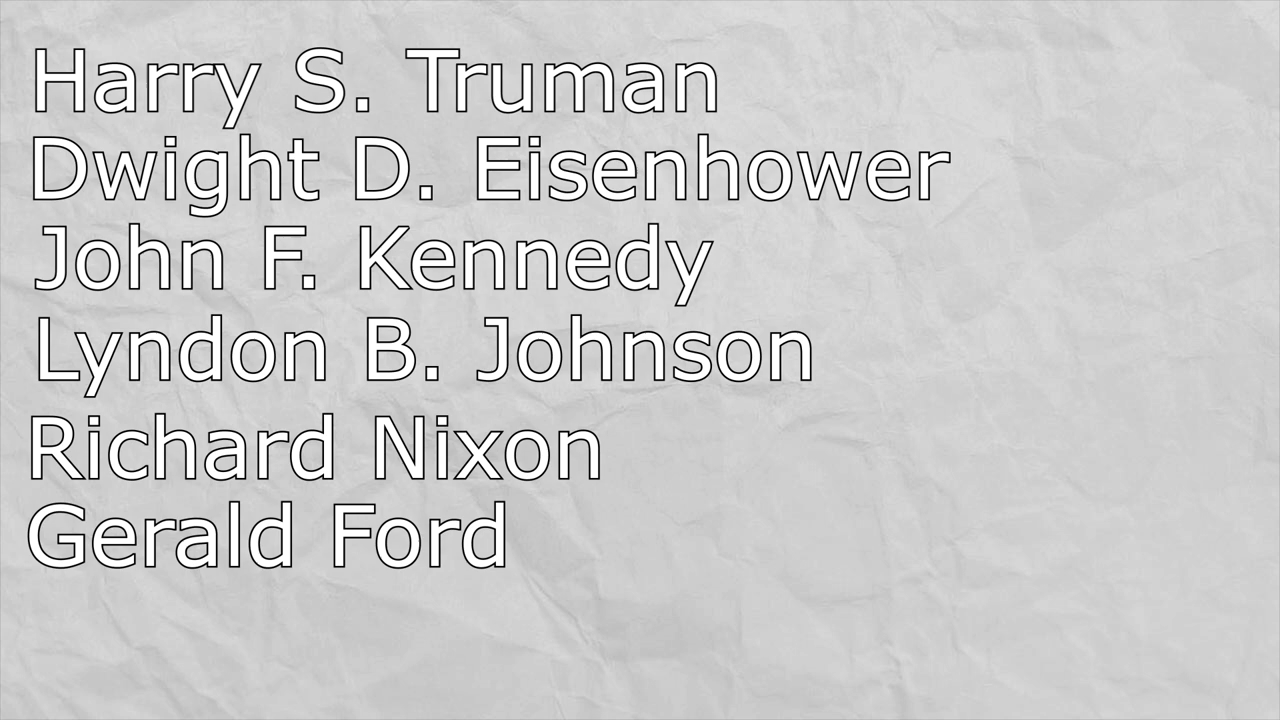 Harry S. Truman
Dwight D. Eisenhower
John F. Kennedy
Lyndon B. Johnson
Richard Nixon
Gerald Ford